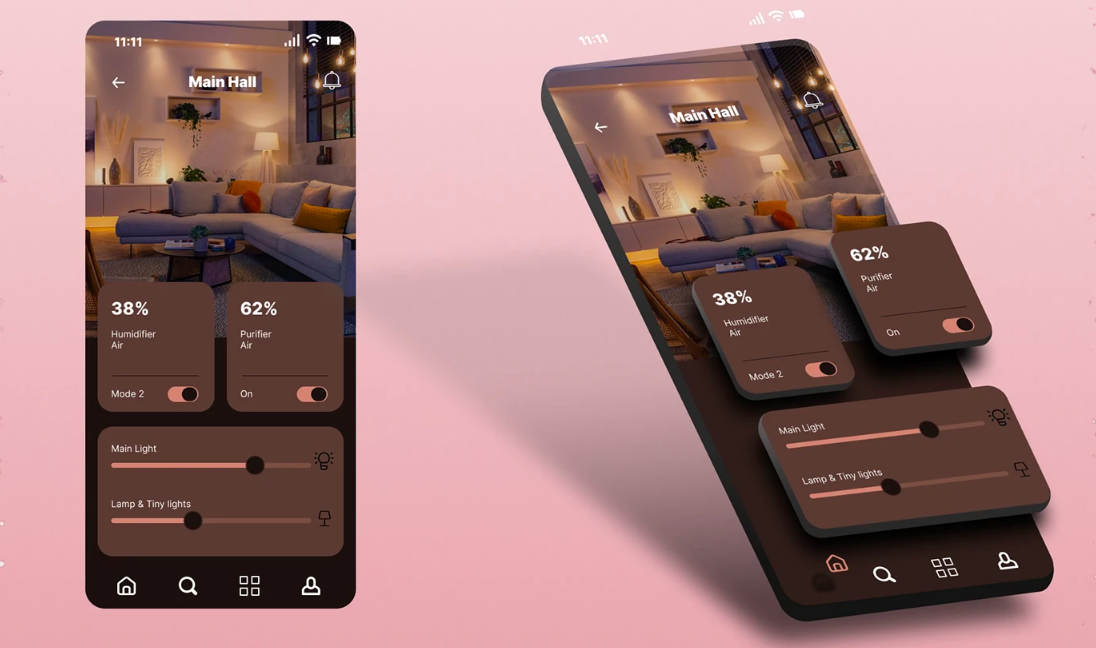 11:11
Main Hall
38%
Humidifier
Air
Mode 2
62%
Purifier
Air
On
Main Light
Lamp & Tiny lights
11:11
Main Hall
38%
Humidifier
Air
Mode 2
62%
Purifier
Air
On
Main Light
Lamp & Tiny lights